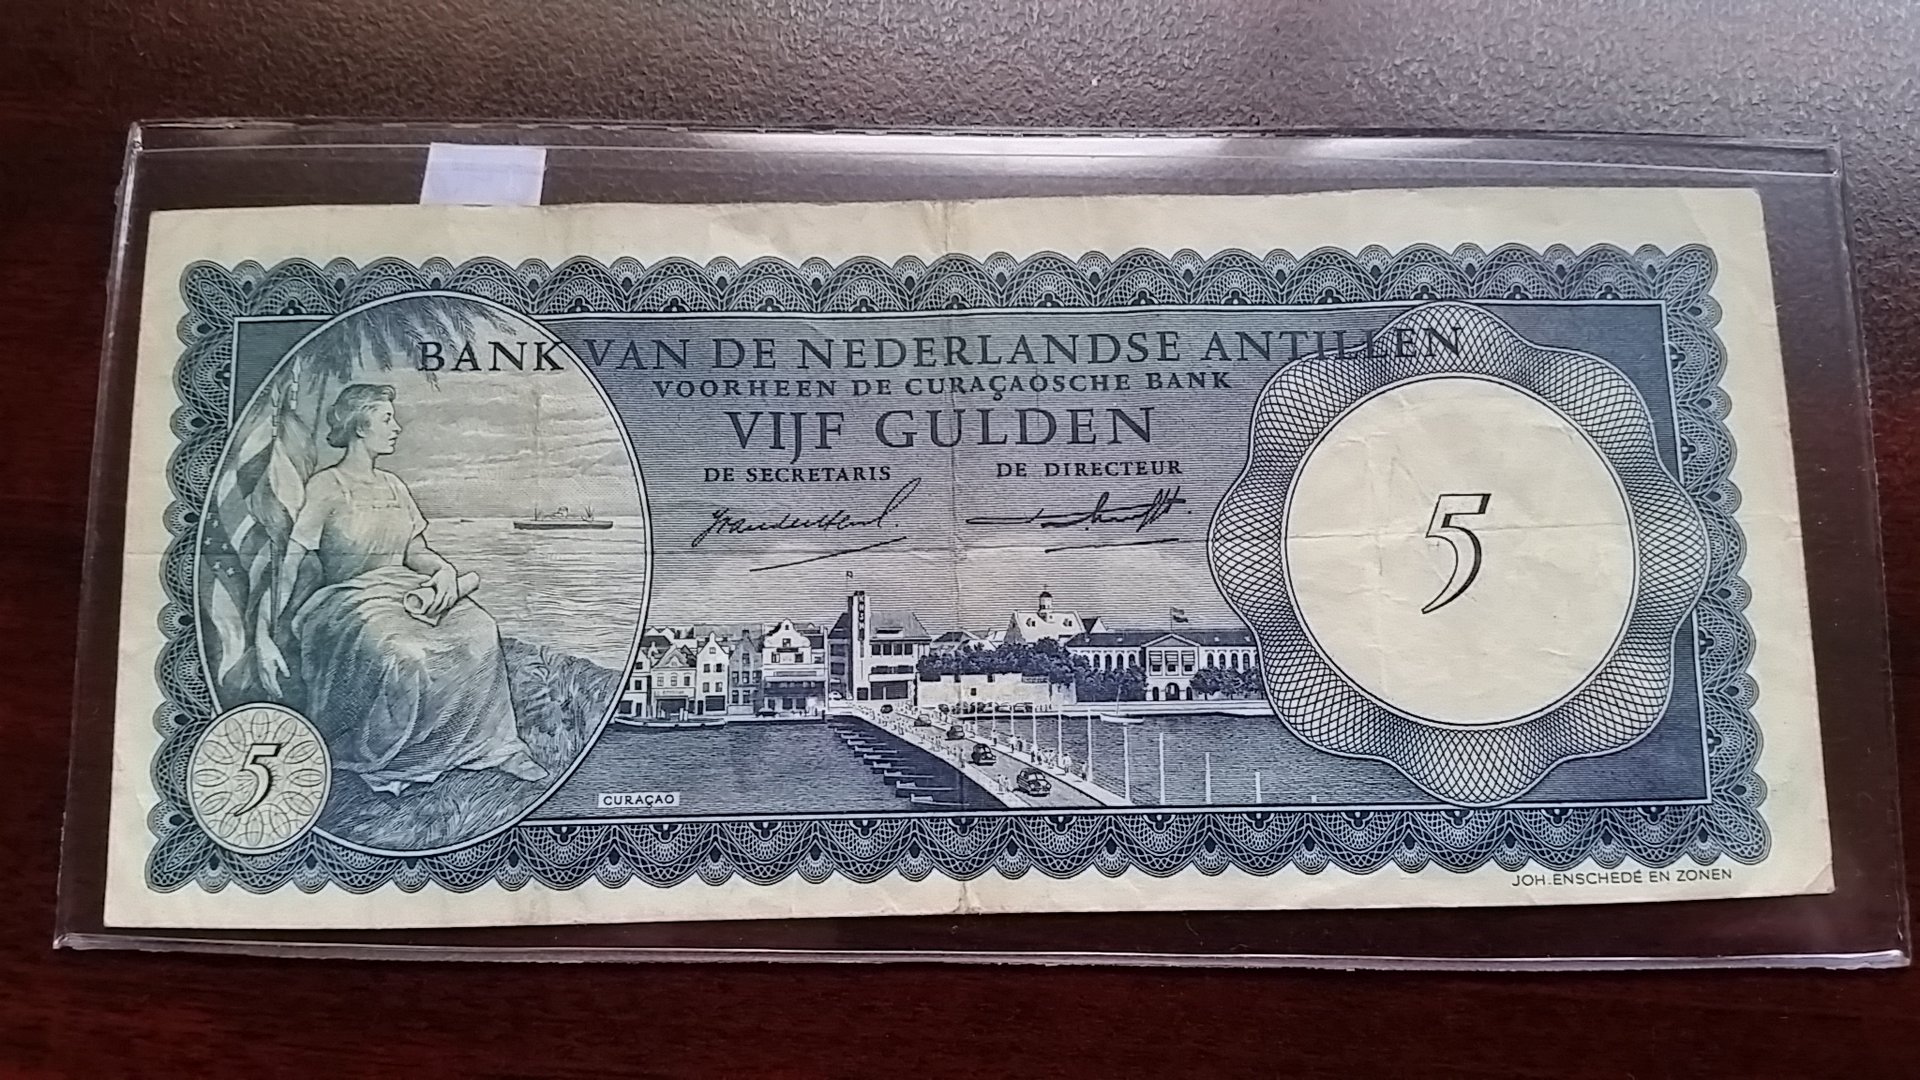 BANK VAN DE NEDERLANDSE ANTILLEN
VOORHEEN DE CURAÇAOSCHE BANK
VIJF GULDEN
DE SECRETARIS DE DIRECTEUR
5
5
CURAÇAO
JOH. ENSCHEDÉ EN ZONEN